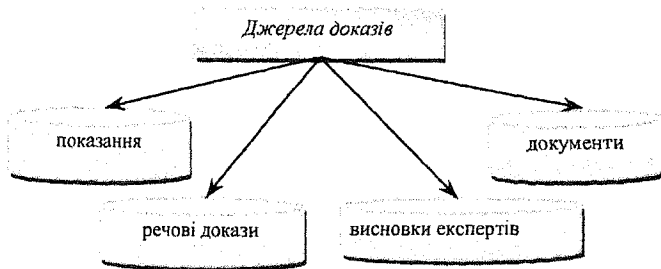 Джерела доказів
показання
документи
речові докази
висновки експертів